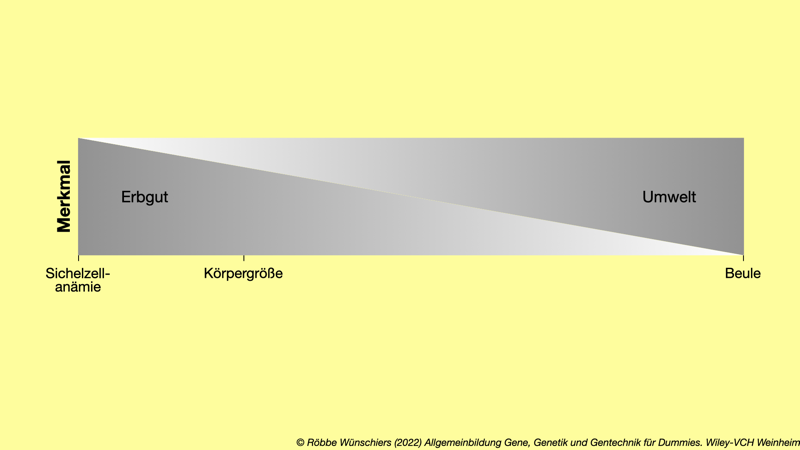 Merkmal
Erbgut
Umwelt
Sichelzell-
anämie
Körpergröße
Beule
© Röbbe Wünschiers (2022) Allgemeinbildung Gene, Genetik und Gentechnik für Dummies. Wiley-VCH Weinheim